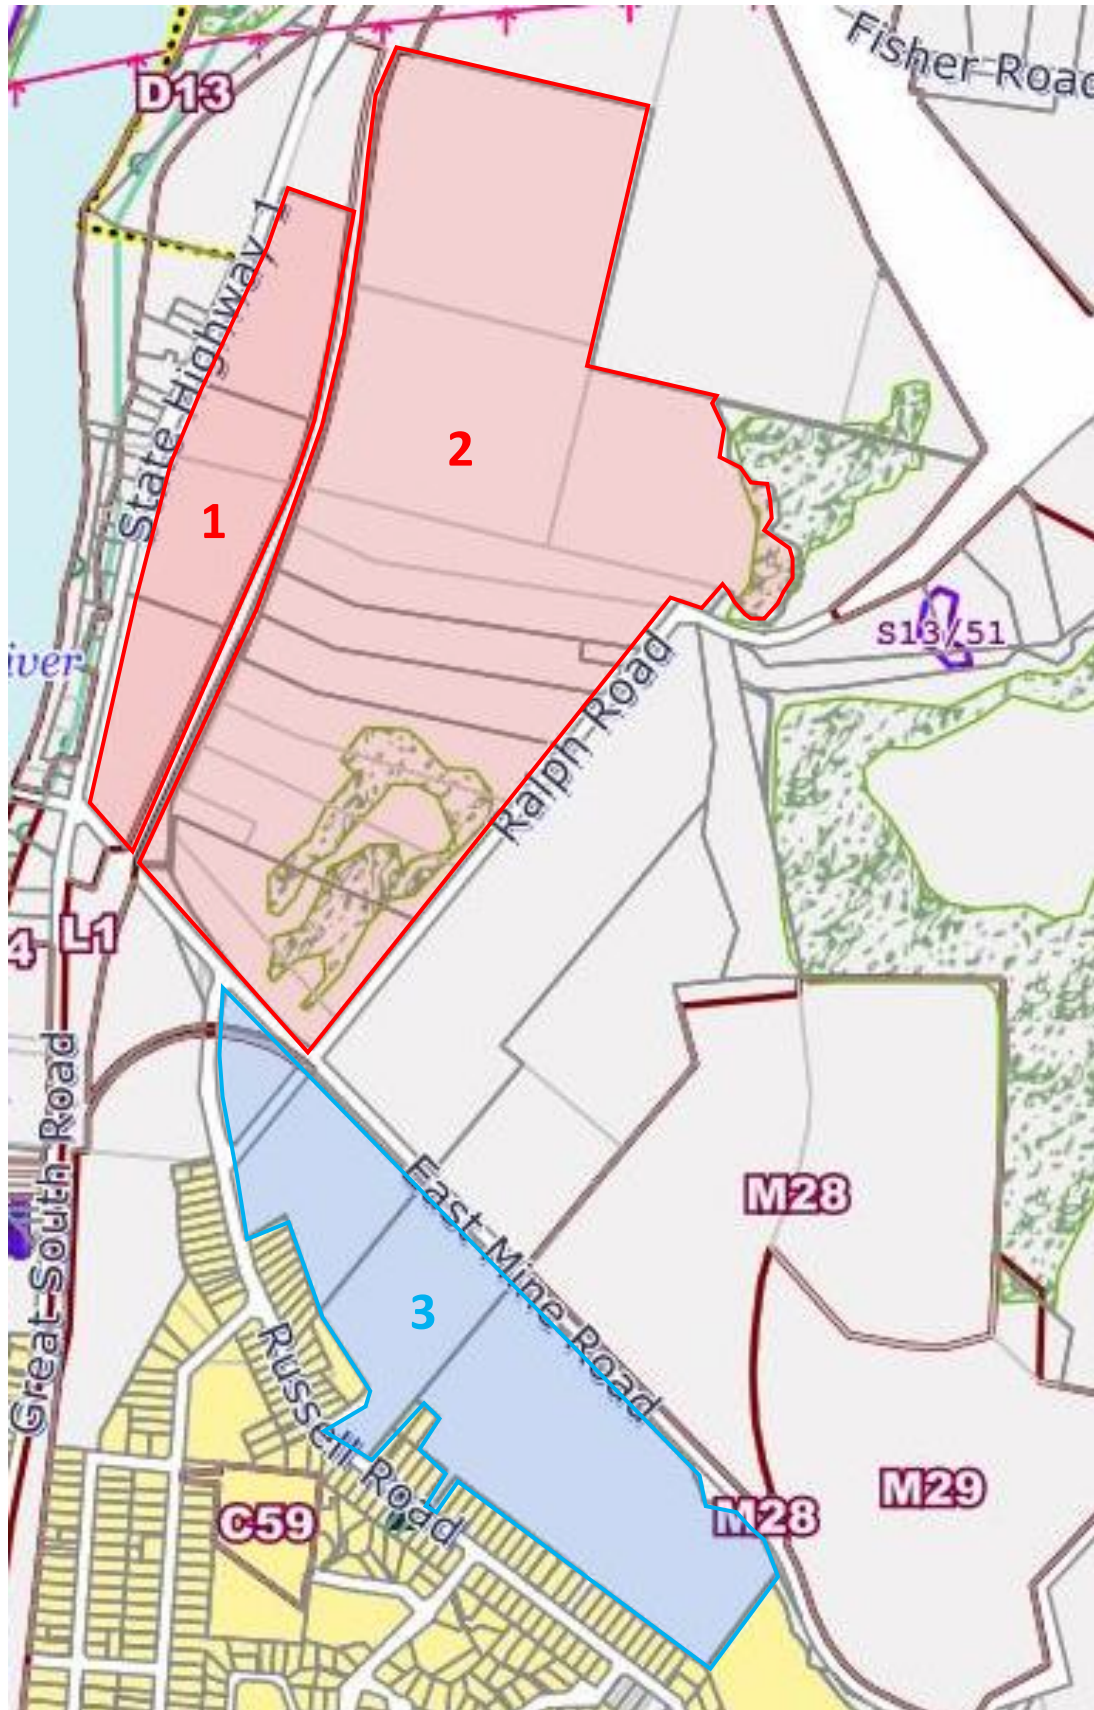 Fisher Road
D13
State Highway 1
2
1
S13/51
iver
Ralph Road
4
L1
Great South Road
M28
East Mine Road
3
Russell Road
M29
M28
C59